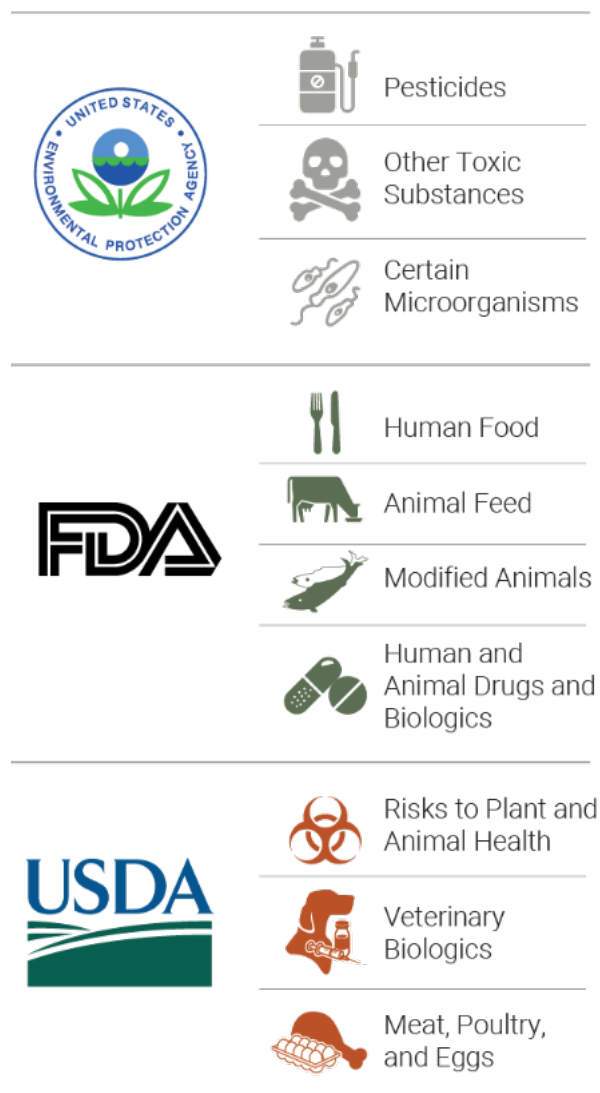 UNITED STATES
ENVIRONMENTAL PROTECTION AGENCY
Pesticides
Other Toxic
Substances
Certain
Microorganisms
FDA
Human Food
Animal Feed
Modified Animals
Human and
Animal Drugs and
Biologics
USDA
Risks to Plant and
Animal Health
Veterinary
Biologics
Meat, Poultry,
and Eggs